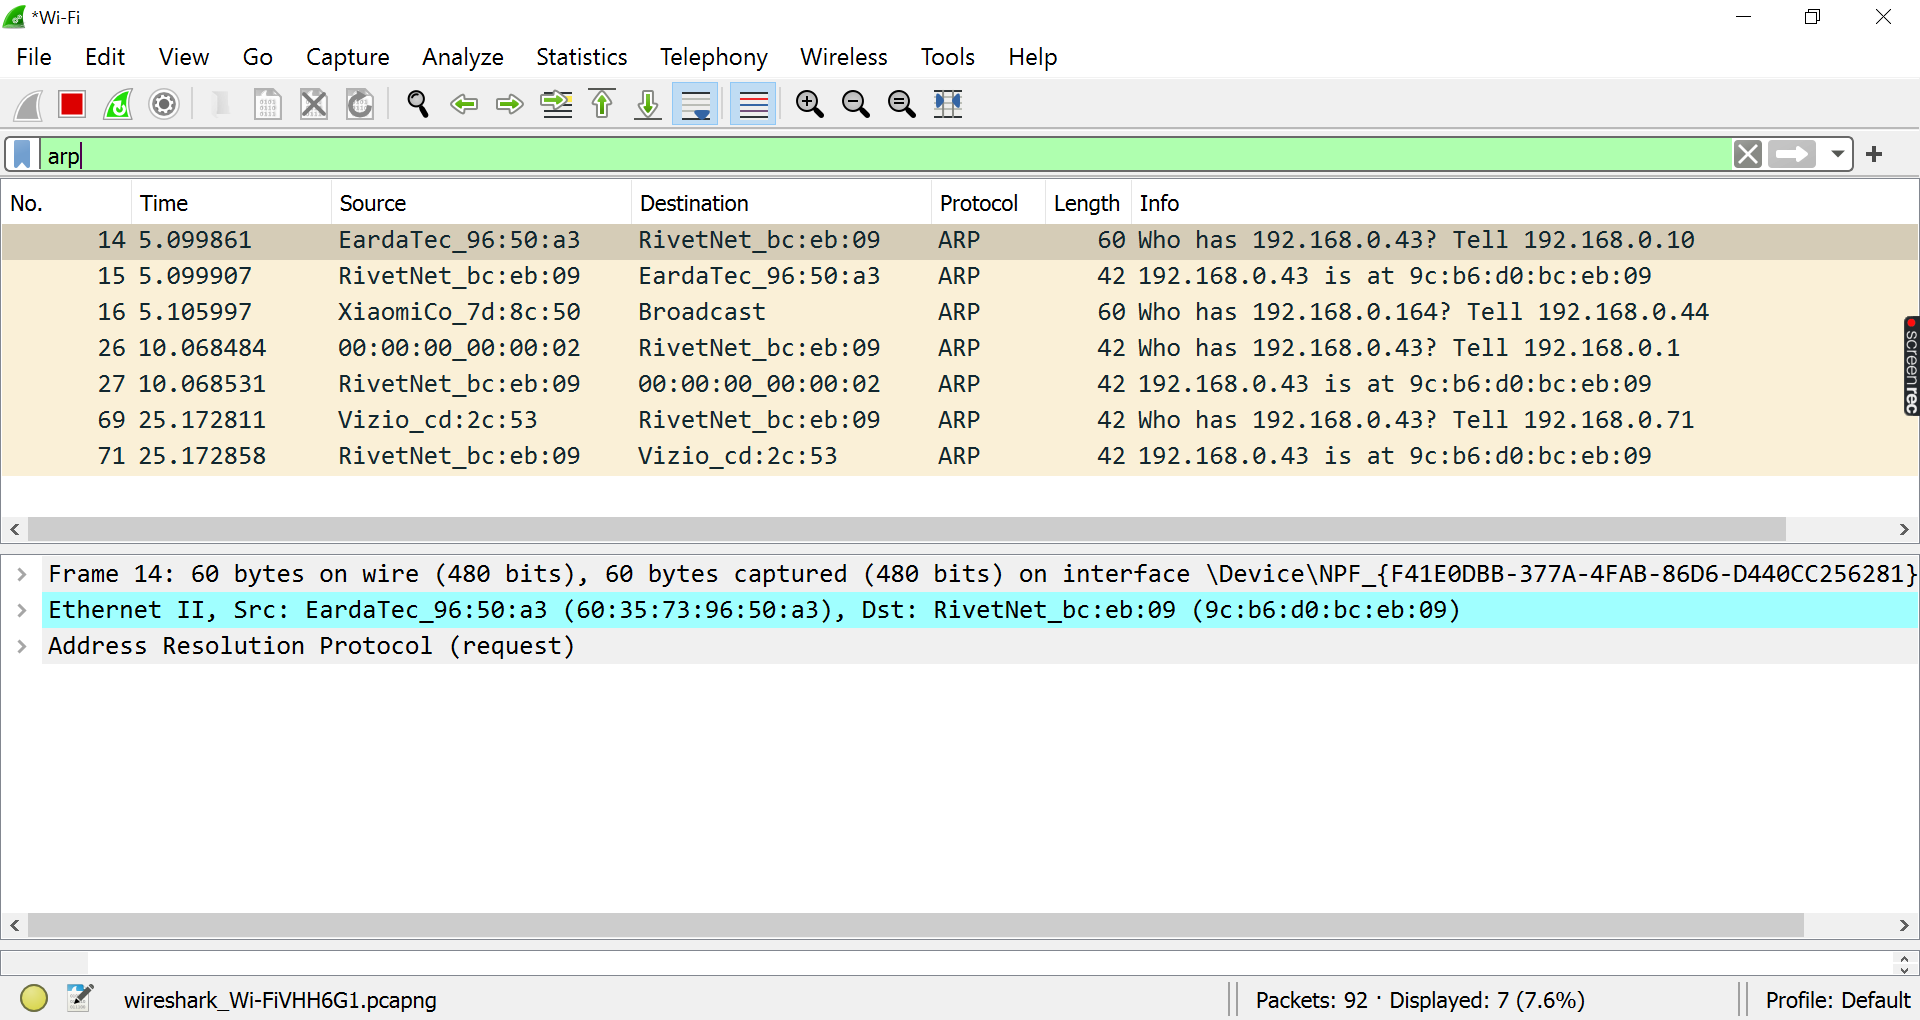 *Wi-Fi
File Edit View Go Capture Analyze Statistics Telephony Wireless Tools Help
arp
No. Time Source Destination Protocol Length Info
14 5.099861 EardaTec_96:50:a3 RivetNet_bc:eb:09 ARP 60 Who has 192.168.0.43? Tell 192.168.0.10
15 5.099907 RivetNet_bc:eb:09 EardaTec_96:50:a3 ARP 42 192.168.0.43 is at 9c:b6:d0:bc:eb:09
16 5.105997 XiaomiCo_7d:8c:50 Broadcast ARP 60 Who has 192.168.0.164? Tell 192.168.0.44
26 10.068484 00:00:00_00:00:02 RivetNet_bc:eb:09 ARP 42 Who has 192.168.0.43? Tell 192.168.0.1
27 10.068531 RivetNet_bc:eb:09 00:00:00_00:00:02 ARP 42 192.168.0.43 is at 9c:b6:d0:bc:eb:09
69 25.172811 Vizio_cd:2c:53 RivetNet_bc:eb:09 ARP 42 Who has 192.168.0.43? Tell 192.168.0.71
71 25.172858 RivetNet_bc:eb:09 Vizio_cd:2c:53 ARP 42 192.168.0.43 is at 9c:b6:d0:bc:eb:09
screenrec
Frame 14: 60 bytes on wire (480 bits), 60 bytes captured (480 bits) on interface \Device\NPF_{F41E0DBB-377A-4FAB-86D6-D440CC256281}
Ethernet II, Src: EardaTec_96:50:a3 (60:35:73:96:50:a3), Dst: RivetNet_bc:eb:09 (9c:b6:d0:bc:eb:09)
Address Resolution Protocol (request)
wireshark_Wi-FiVHH6G1.pcapng Packets: 92 · Displayed: 7 (7.6%) Profile: Default